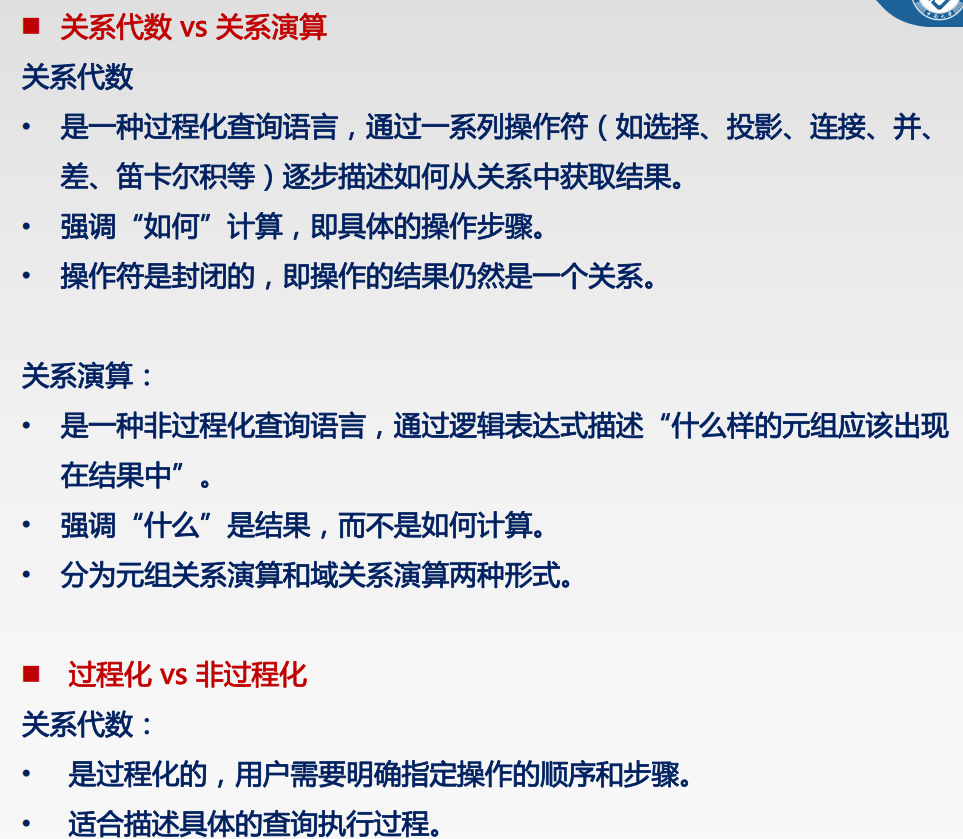 ■ 关系代数 vs 关系演算
关系代数
• 是一种过程化查询语言，通过一系列操作符（如选择、投影、连接、并、
差、笛卡尔积等）逐步描述如何从关系中获取结果。
• 强调“如何”计算，即具体的操作步骤。
• 操作符是封闭的，即操作的结果仍然是一个关系。
关系演算：
• 是一种非过程化查询语言，通过逻辑表达式描述“什么样的元组应该出现
在结果中”。
• 强调“什么”是结果，而不是如何计算。
• 分为元组关系演算和域关系演算两种形式。
■ 过程化 vs 非过程化
关系代数：
• 是过程化的，用户需要明确指定操作的顺序和步骤。
• 适合描述具体的查询执行过程。